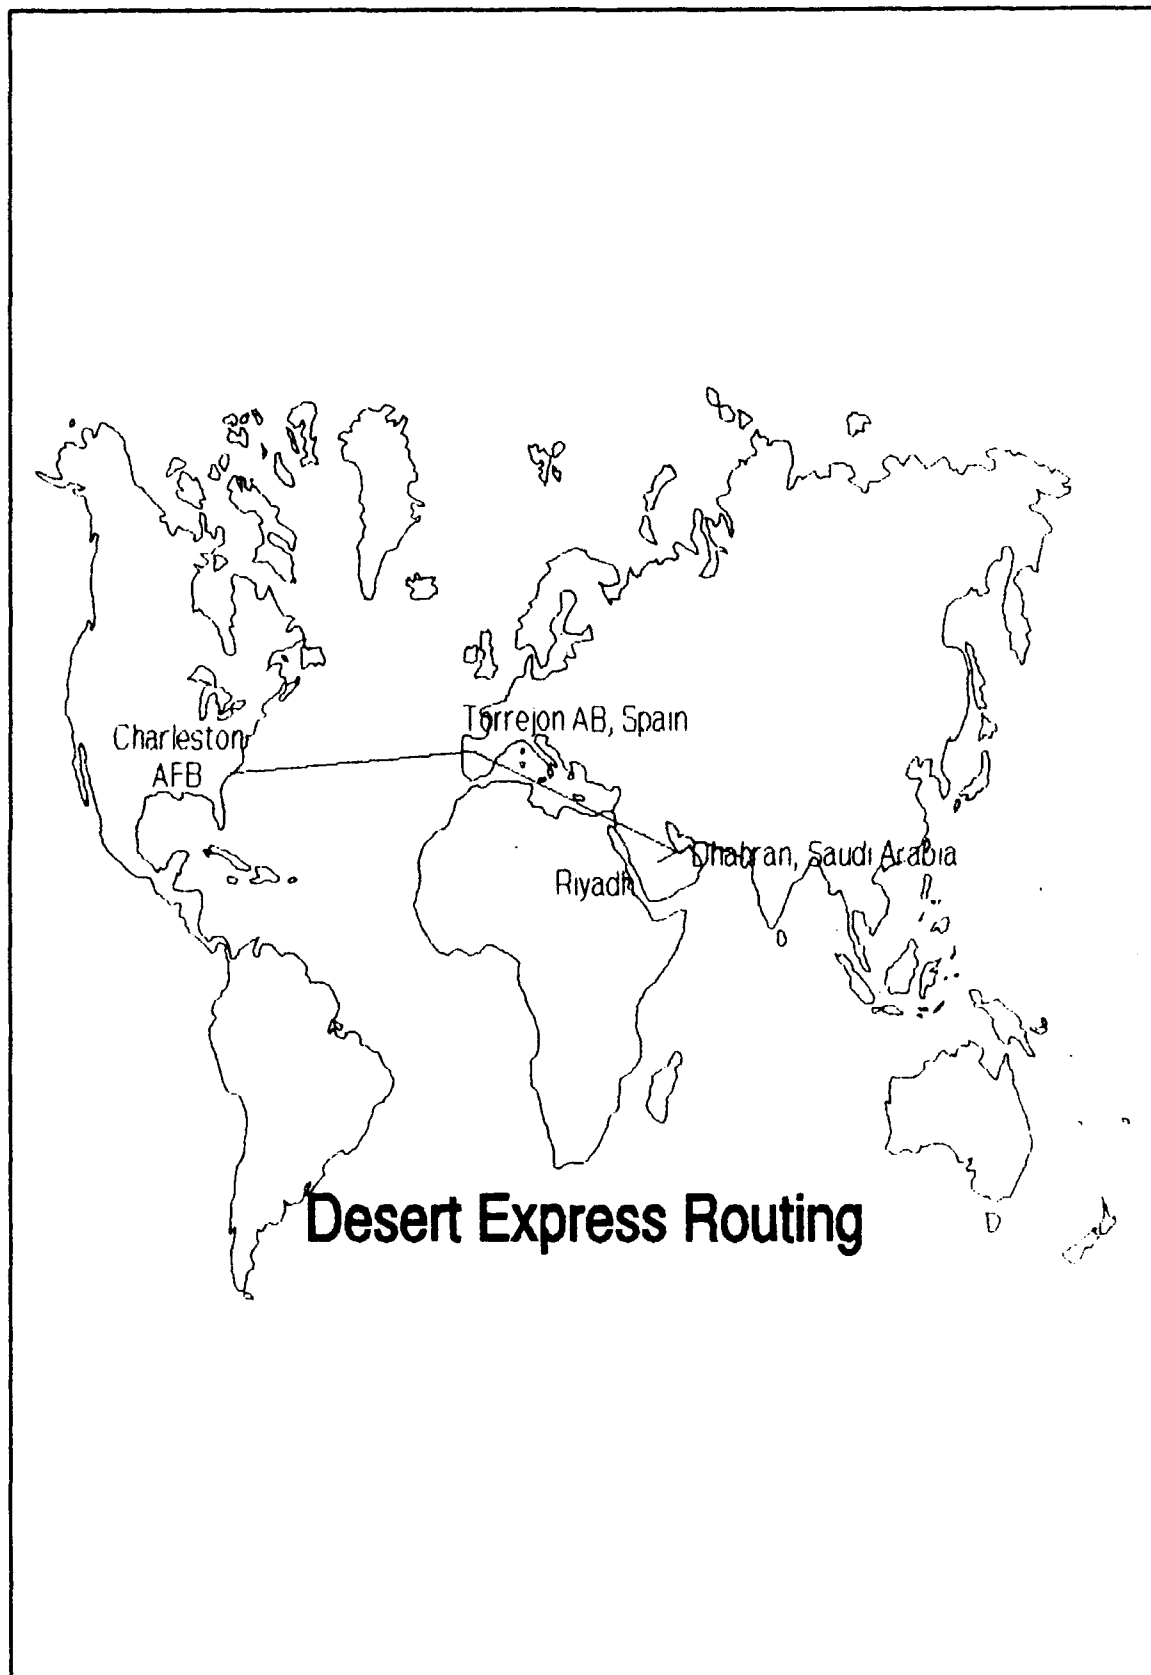 Torrejon AB, Spain
Charleston
AFB
Dhahran, Saudi Arabia
Riyadh
Desert Express Routing